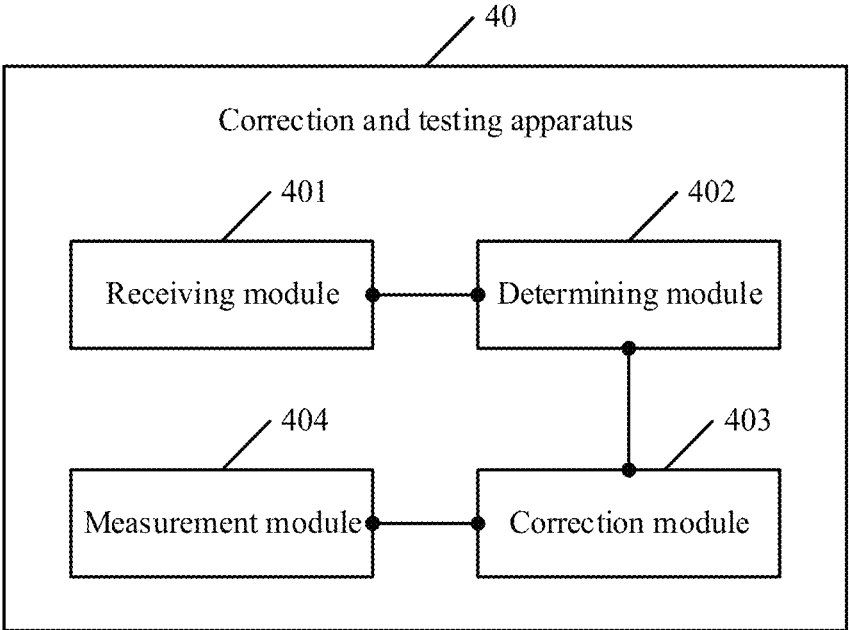 40
Correction and testing apparatus
401
402
Receiving module
Determining module
404
403
Measurement module
Correction module